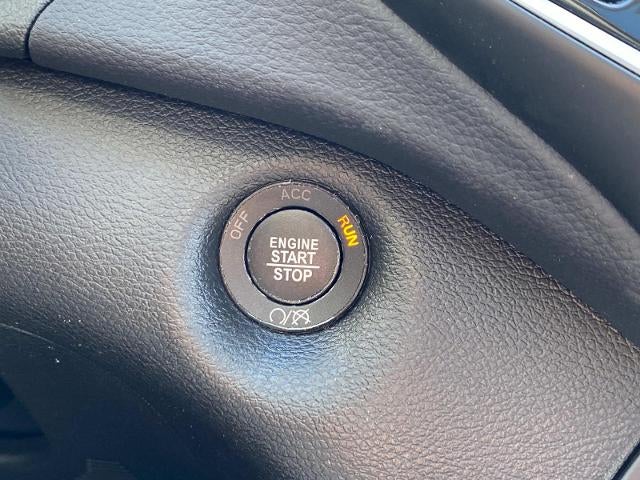 OFF
ACC
RUN
ENGINE
START
STOP